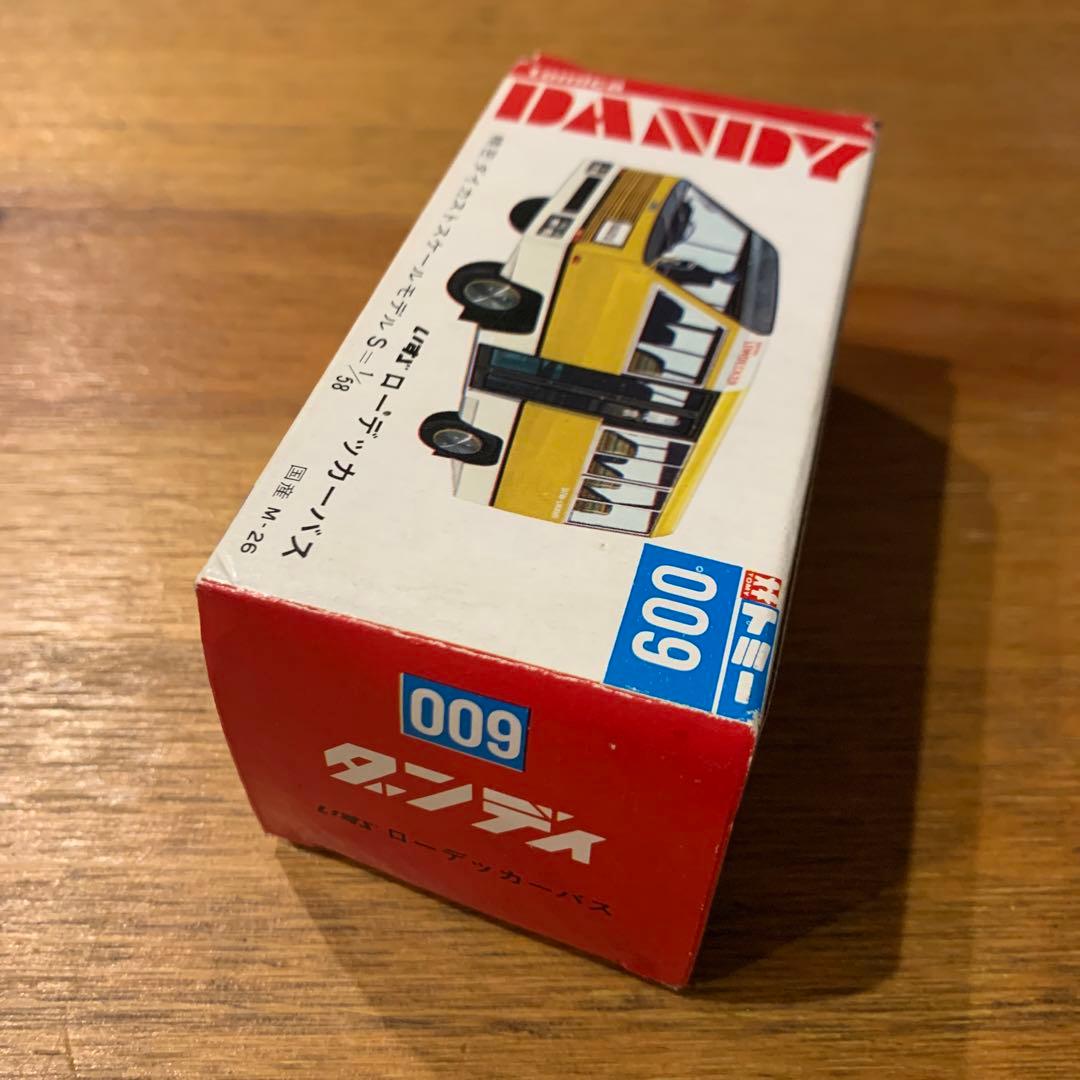 tomica
DANDY
精密ダイカストスケールモデル S=1/58
いすゞ ローデッカーバス
国産 M-26
009
TOMY
トミー
009
ダンディ
いすゞ ローデッカーバス